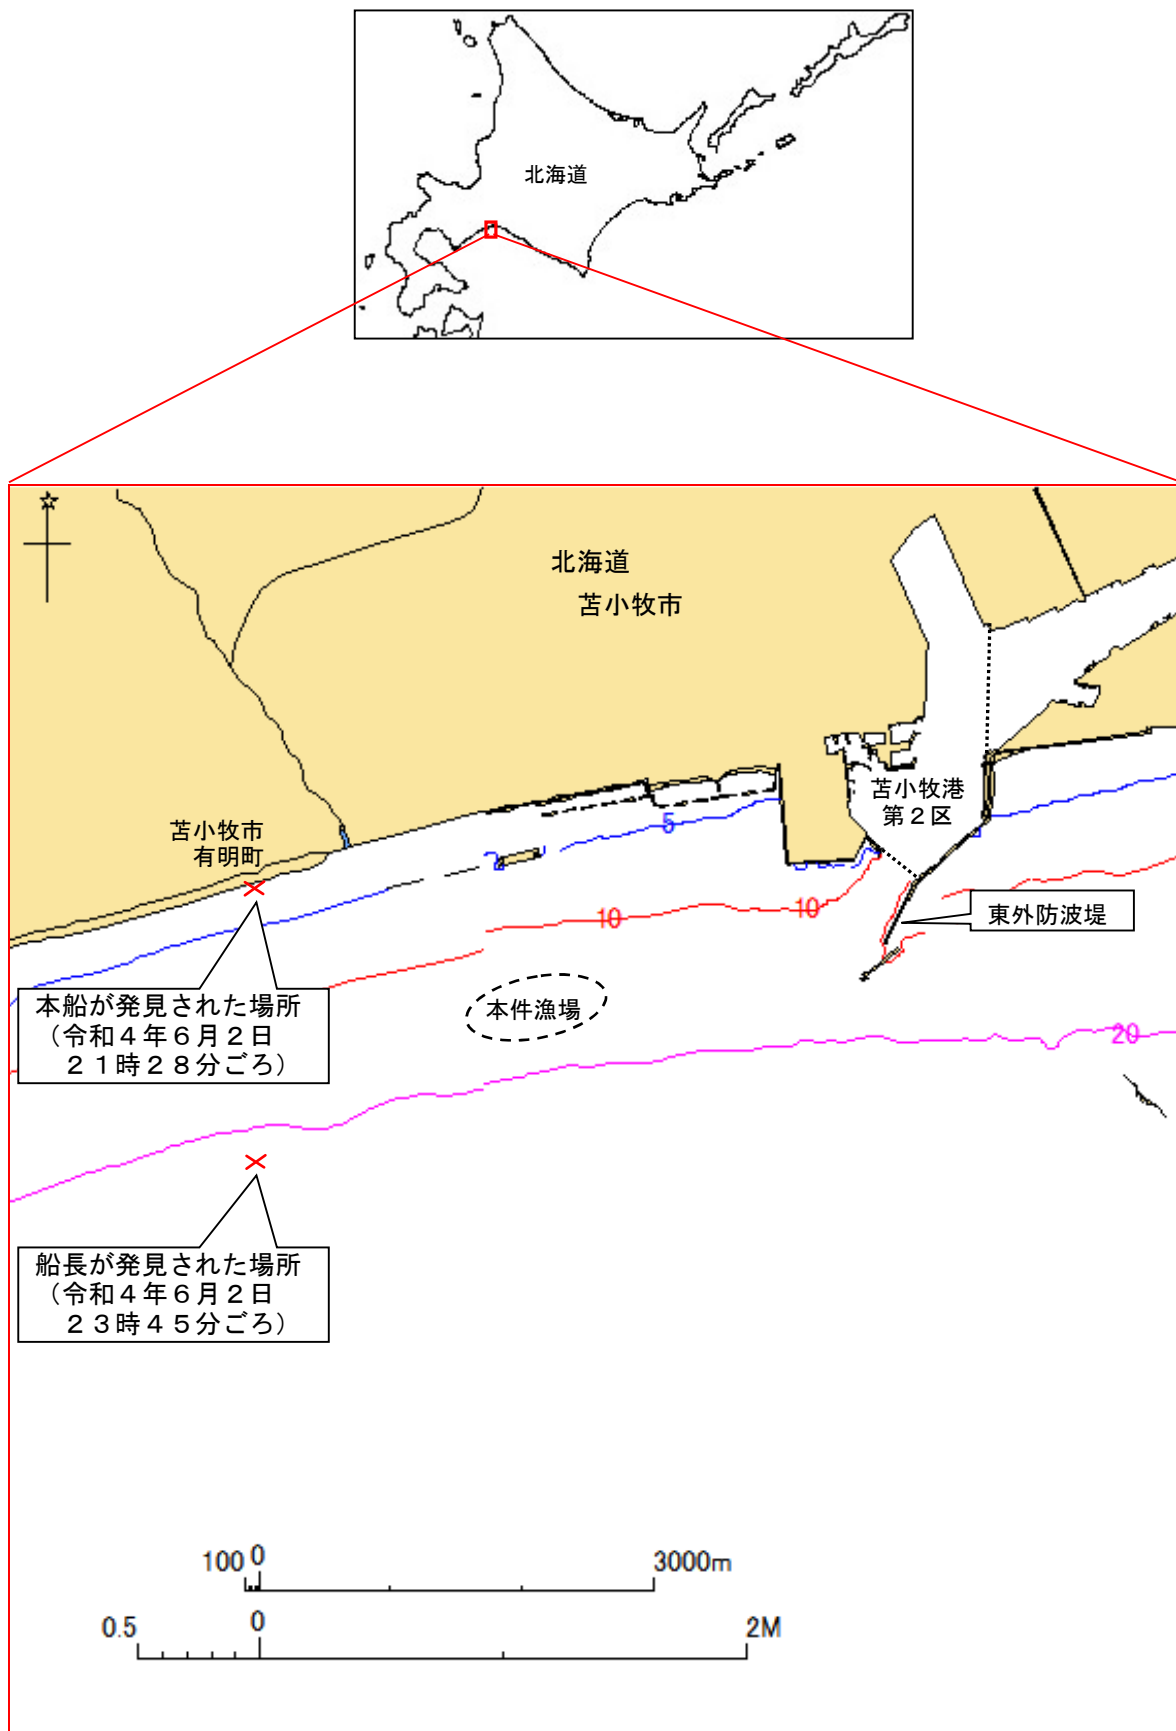 北海道
北海道
苫小牧市
苫小牧港
第２区
5
苫小牧市
有明町
10
10
東外防波堤
本件漁場
本船が発見された場所
（令和４年６月２日
２１時２８分ごろ）
20
船長が発見された場所
（令和４年６月２日
２３時４５分ごろ）
100 0 3000m
0.5 0 2M